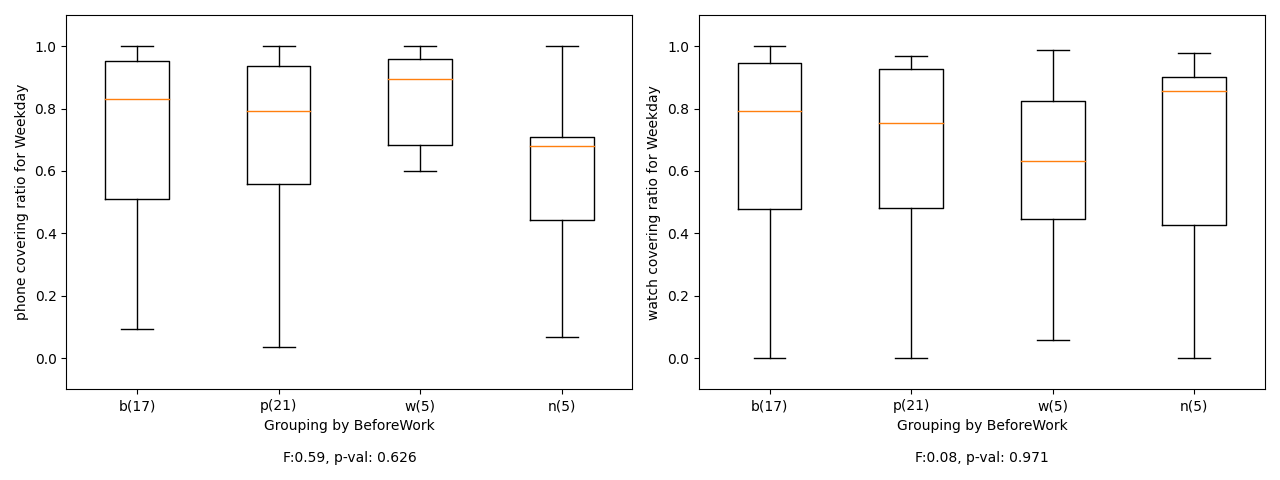 phone covering ratio for Weekday
1.0
0.8
0.6
0.4
0.2
0.0
b(17) p(21) w(5) n(5)
Grouping by BeforeWork
F:0.59, p-val: 0.626
watch covering ratio for Weekday
1.0
0.8
0.6
0.4
0.2
0.0
b(17) p(21) w(5) n(5)
Grouping by BeforeWork
F:0.08, p-val: 0.971